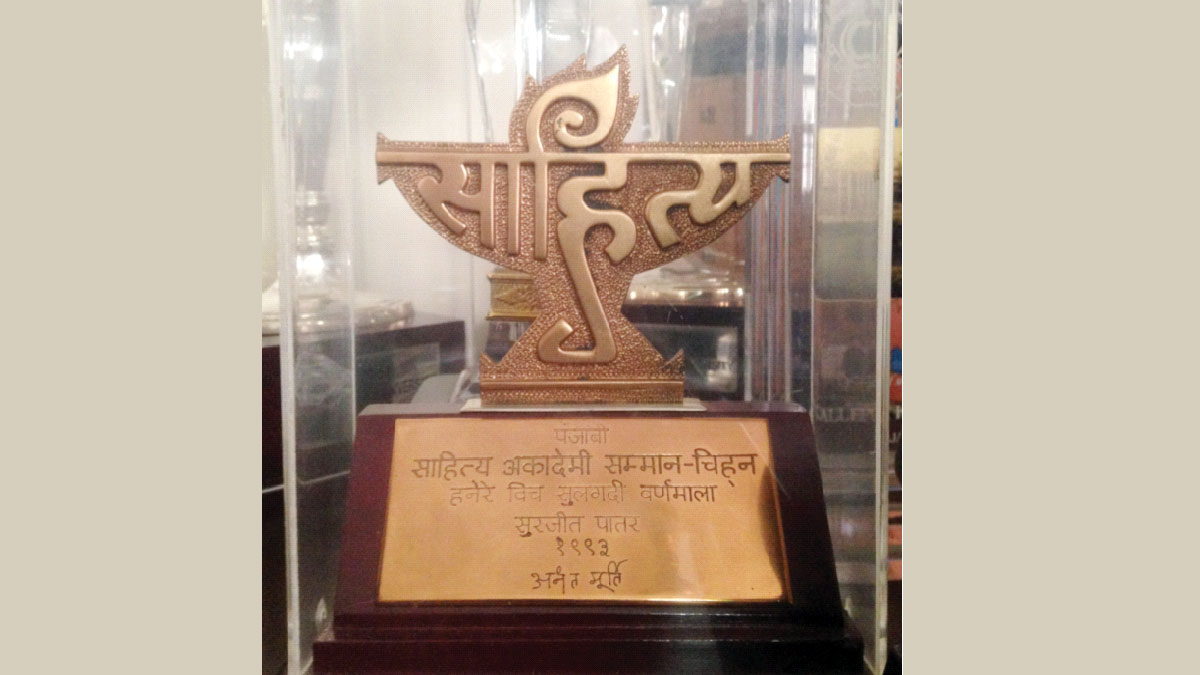 साहित्य
पंजाबी
साहित्य अकादेमी सम्मान-चिह्न
हनेरे विच सुलगदी वर्णमाला
सुरजीत पातर
१९९३
अनंत मूर्ति